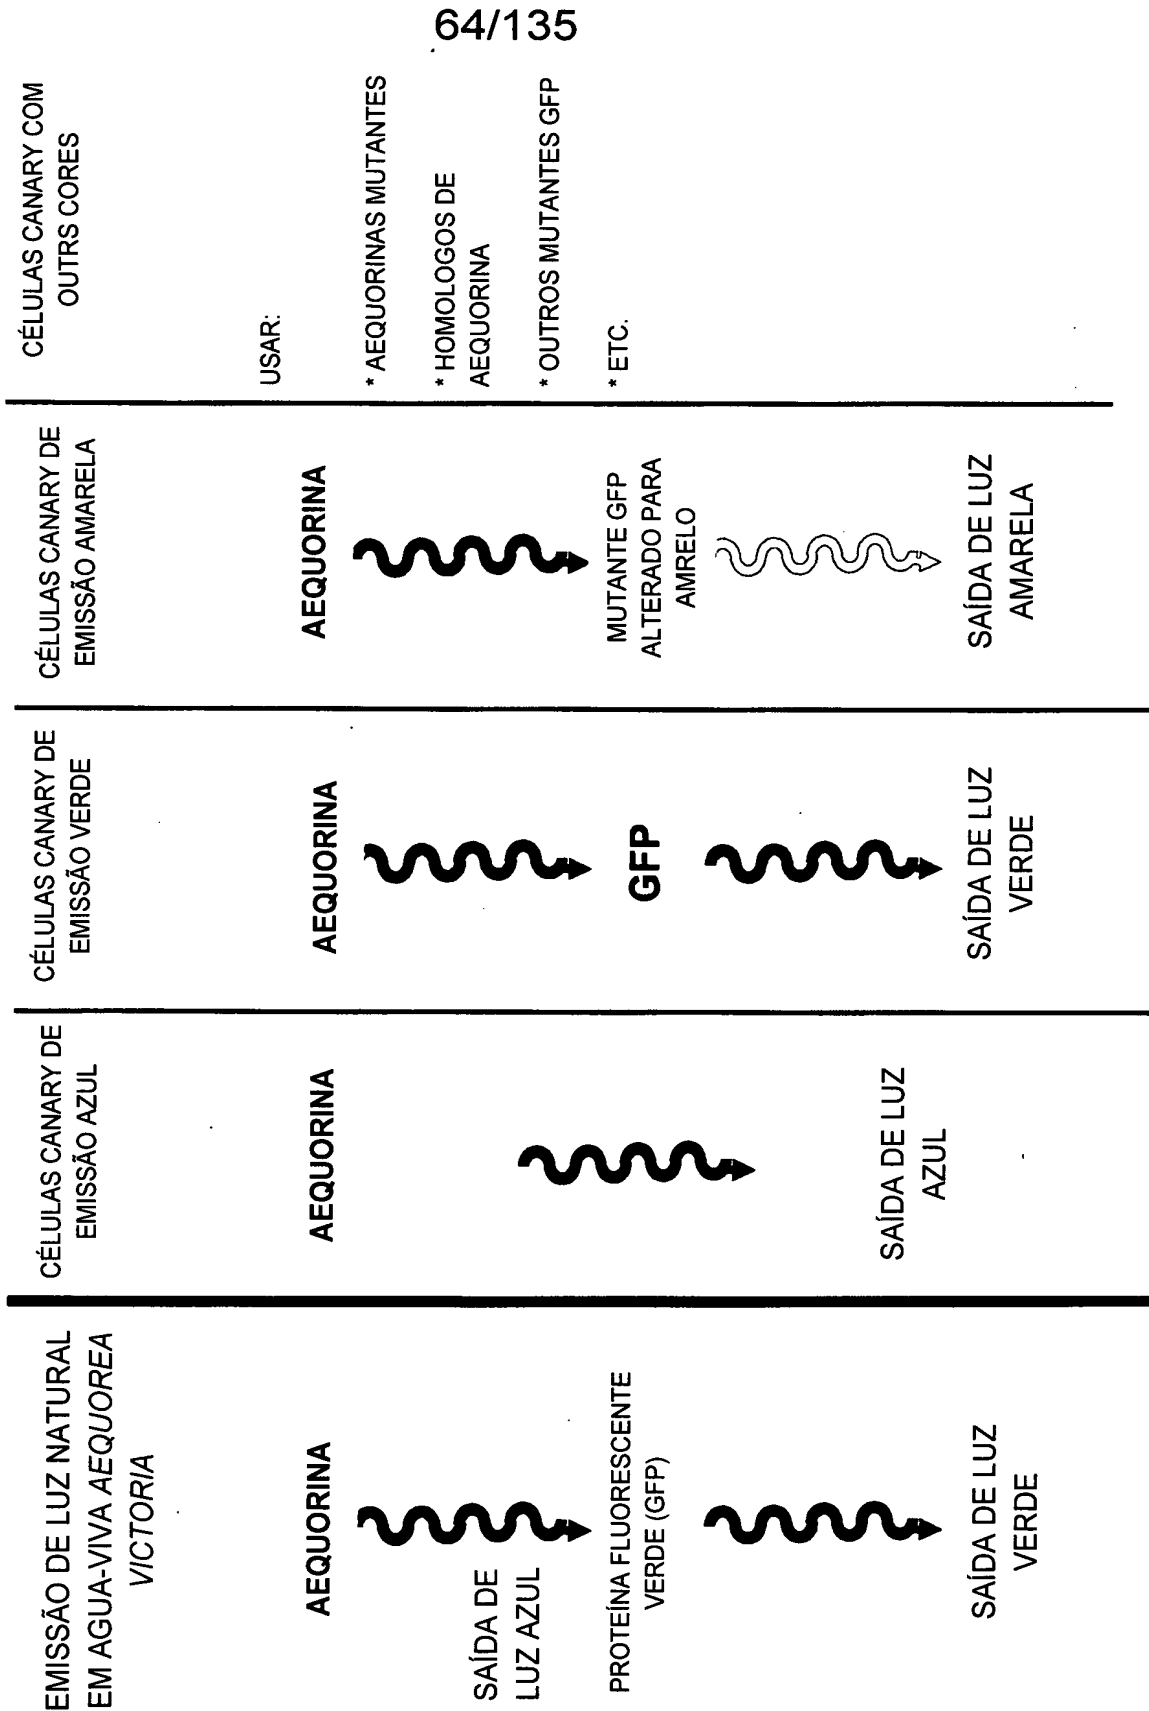 64/135
EMISSÃO DE LUZ NATURAL
EM AGUA-VIVA AEQUOREA
VICTORIA
AEQUORINA
SAÍDA DE
LUZ AZUL
PROTEÍNA FLUORESCENTE
VERDE (GFP)
SAÍDA DE LUZ
VERDE
CÉLULAS CANARY DE
EMISSÃO AZUL
AEQUORINA
SAÍDA DE LUZ
AZUL
CÉLULAS CANARY DE
EMISSÃO VERDE
AEQUORINA
GFP
SAÍDA DE LUZ
VERDE
CÉLULAS CANARY DE
EMISSÃO AMARELA
AEQUORINA
MUTANTE GFP
ALTERADO PARA
AMRELO
SAÍDA DE LUZ
AMARELA
CÉLULAS CANARY COM
OUTRS CORES
USAR:
* AEQUORINAS MUTANTES
* HOMOLOGOS DE
AEQUORINA
* OUTROS MUTANTES GFP
* ETC.